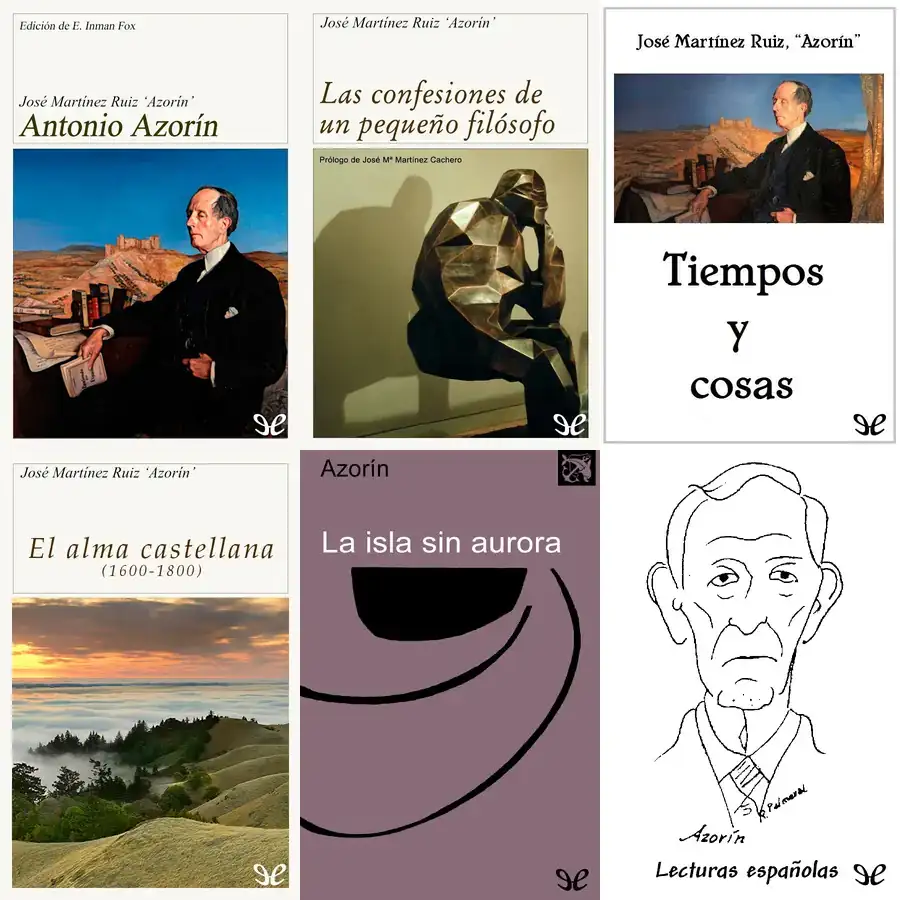 Edición de E. Inman Fox
José Martínez Ruiz ‘Azorín’
Antonio Azorín
José Martínez Ruiz ‘Azorín’
Las confesiones de
un pequeño filósofo
Prólogo de José Mª Martínez Cachero
José Martínez Ruiz, “Azorín”
Tiempos
y
cosas
José Martínez Ruiz ‘Azorín’
El alma castellana
(1600-1800)
Azorín
La isla sin aurora
Azorín
Lecturas españolas